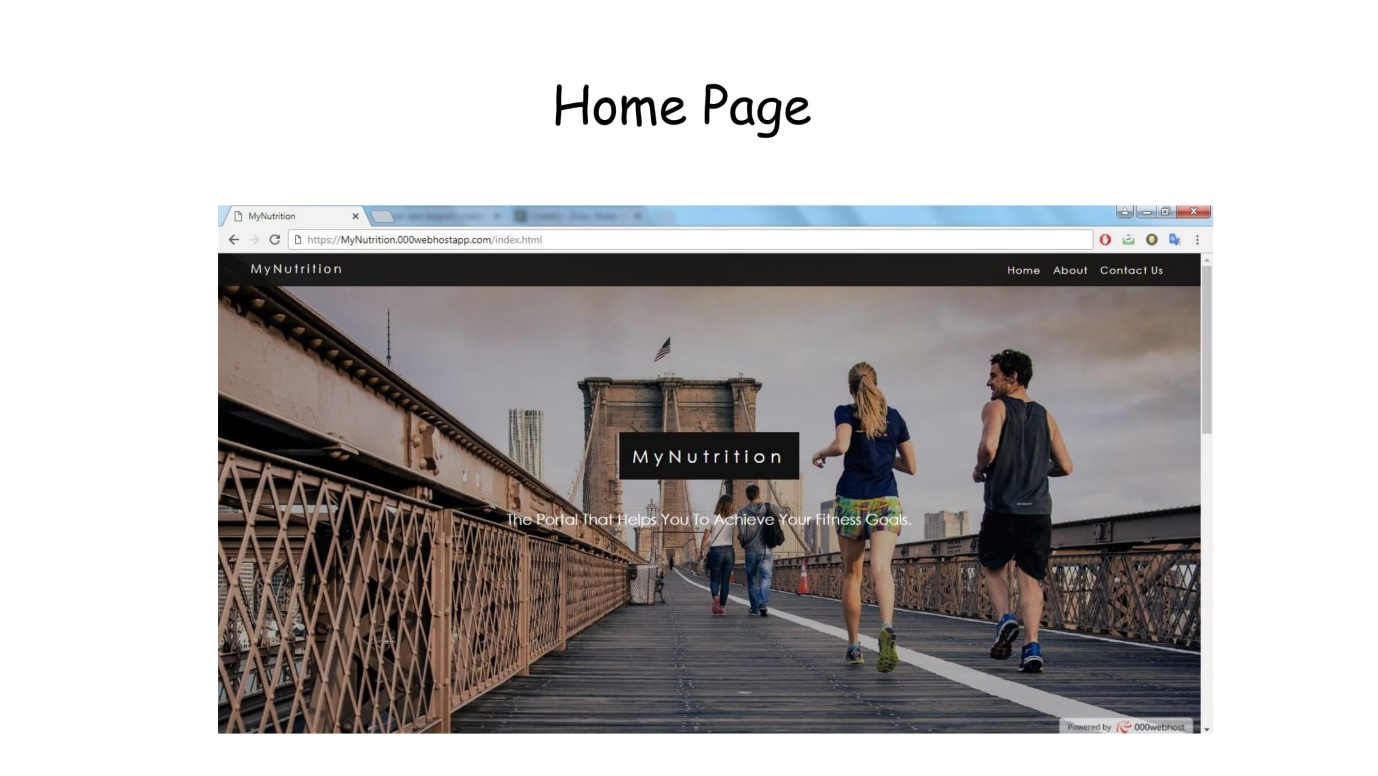 Home Page
MyNutrition
https://MyNutrition.000webhostapp.com/index.html
MyNutrition
Home About Contact Us
MyNutrition
The Portal That Helps You To Achieve Your Fitness Goals.
Powered by 000webhost